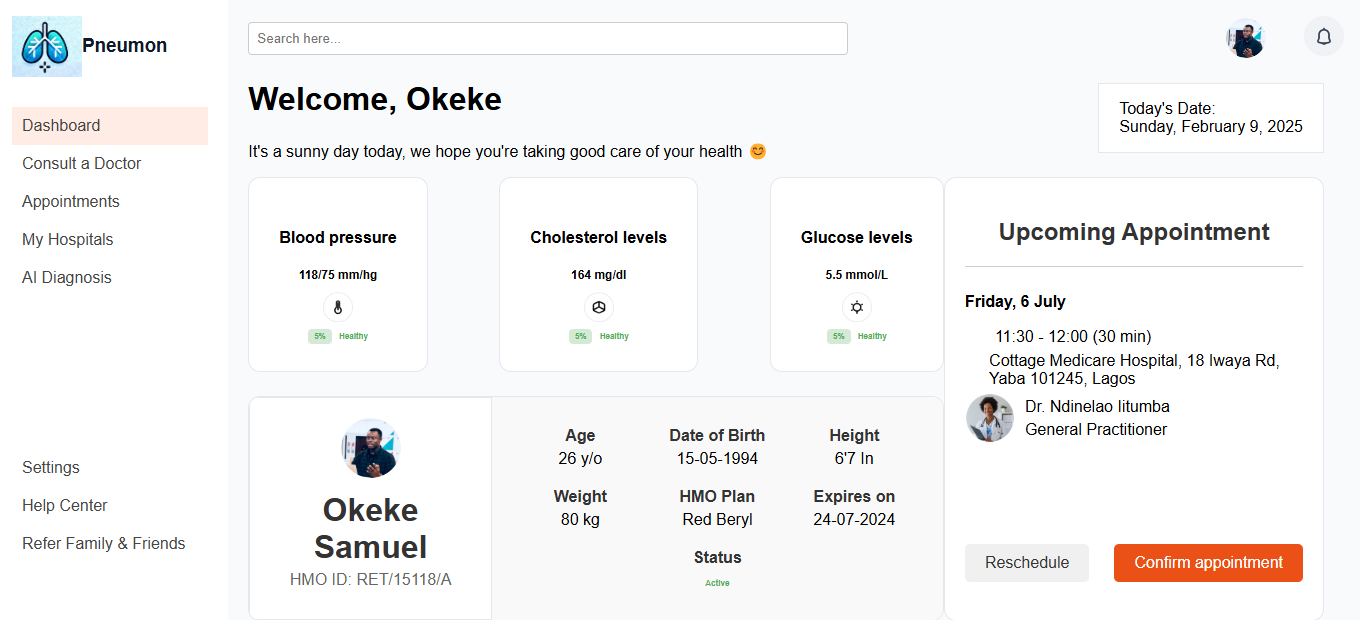 Pneumon
Search here...
Dashboard
Consult a Doctor
Appointments
My Hospitals
AI Diagnosis
Settings
Help Center
Refer Family & Friends
Welcome, Okeke
Today's Date:
Sunday, February 9, 2025
It's a sunny day today, we hope you're taking good care of your health 😊
Blood pressure
118/75 mm/hg
5% Healthy
Cholesterol levels
164 mg/dl
5% Healthy
Glucose levels
5.5 mmol/L
5% Healthy
Okeke
Samuel
HMO ID: RET/15118/A
Age
26 y/o
Date of Birth
15-05-1994
Height
6'7 In
Weight
80 kg
HMO Plan
Red Beryl
Expires on
24-07-2024
Status
Active
Upcoming Appointment
Friday, 6 July
11:30 - 12:00 (30 min)
Cottage Medicare Hospital, 18 Iwaya Rd,
Yaba 101245, Lagos
Dr. Ndinelao Iitumba
General Practitioner
Reschedule
Confirm appointment